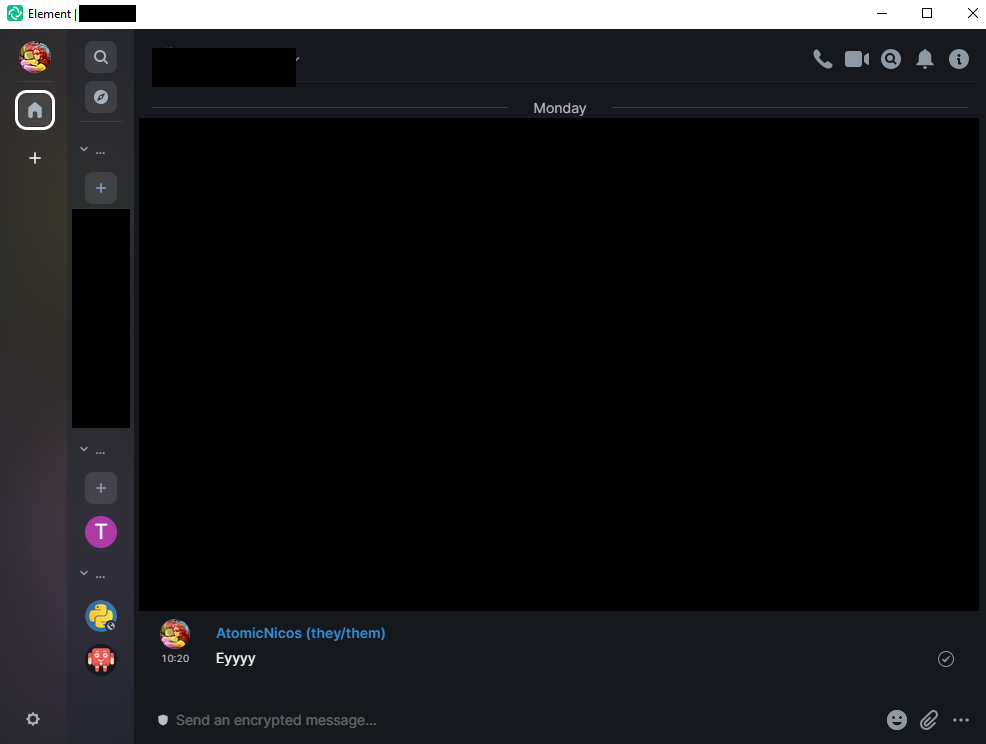 Element |
Monday
...
...
T
...
AtomicNicos (they/them)
10:20
Eyyyy
Send an encrypted message...